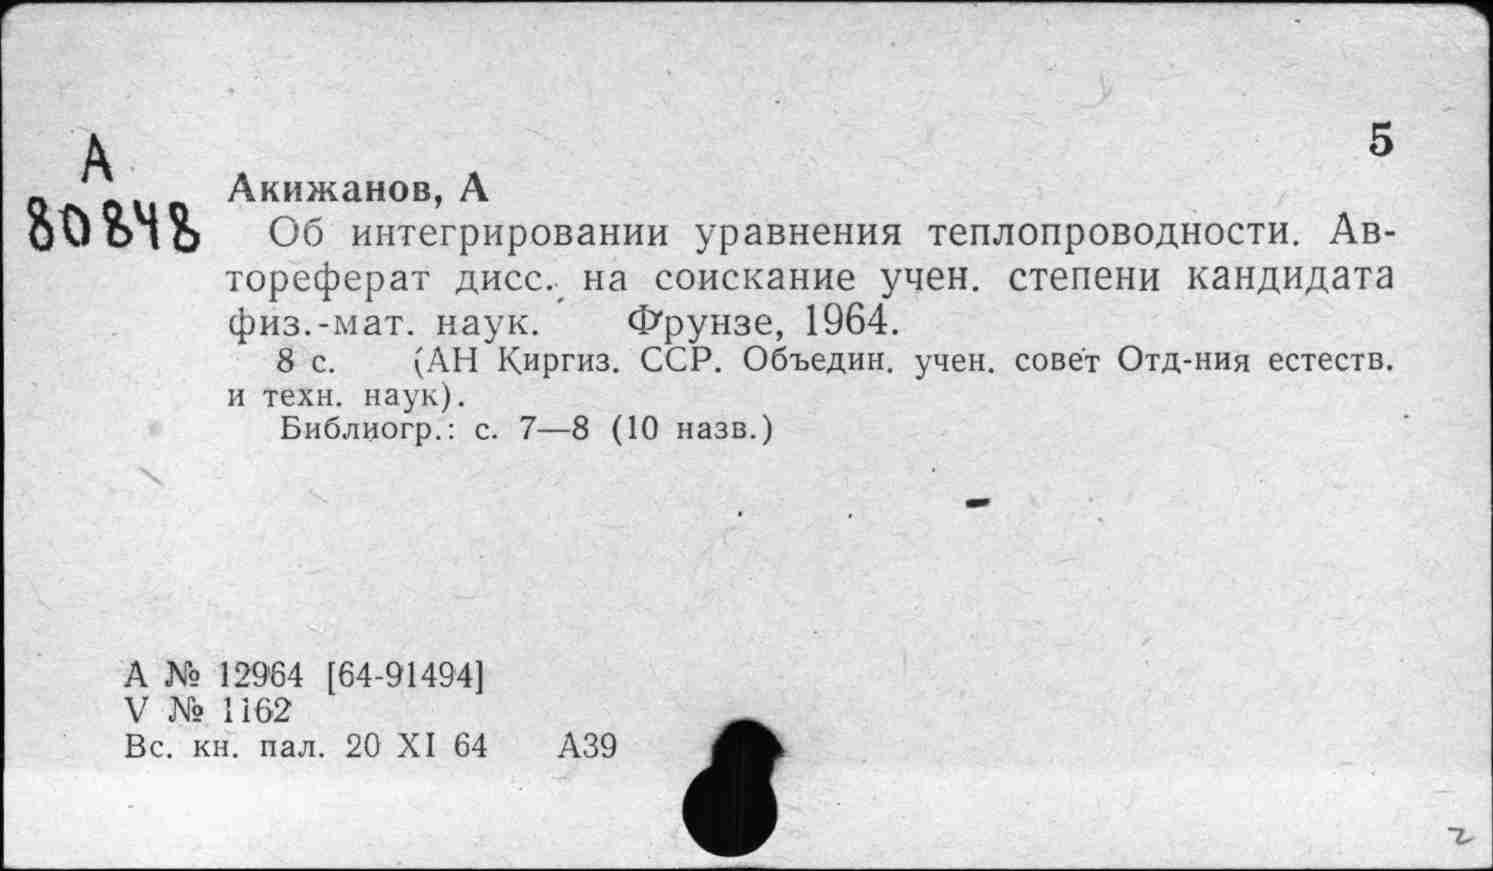 5
А
80848
Акижанов, А
Об интегрировании уравнения теплопроводности. Ав-
тореферат дисс. на соискание учен. степени кандидата
физ.-мат. наук. Фрунзе, 1964.
8 с. (АН Киргиз. ССР. Объедин. учен. совет Отд-ния естеств.
и техн. наук).
Библиогр.: с. 7—8 (10 назв.)
А № 12964 [64-91494]
V № 1162
Вс. кн. пал. 20 XI 64 А39